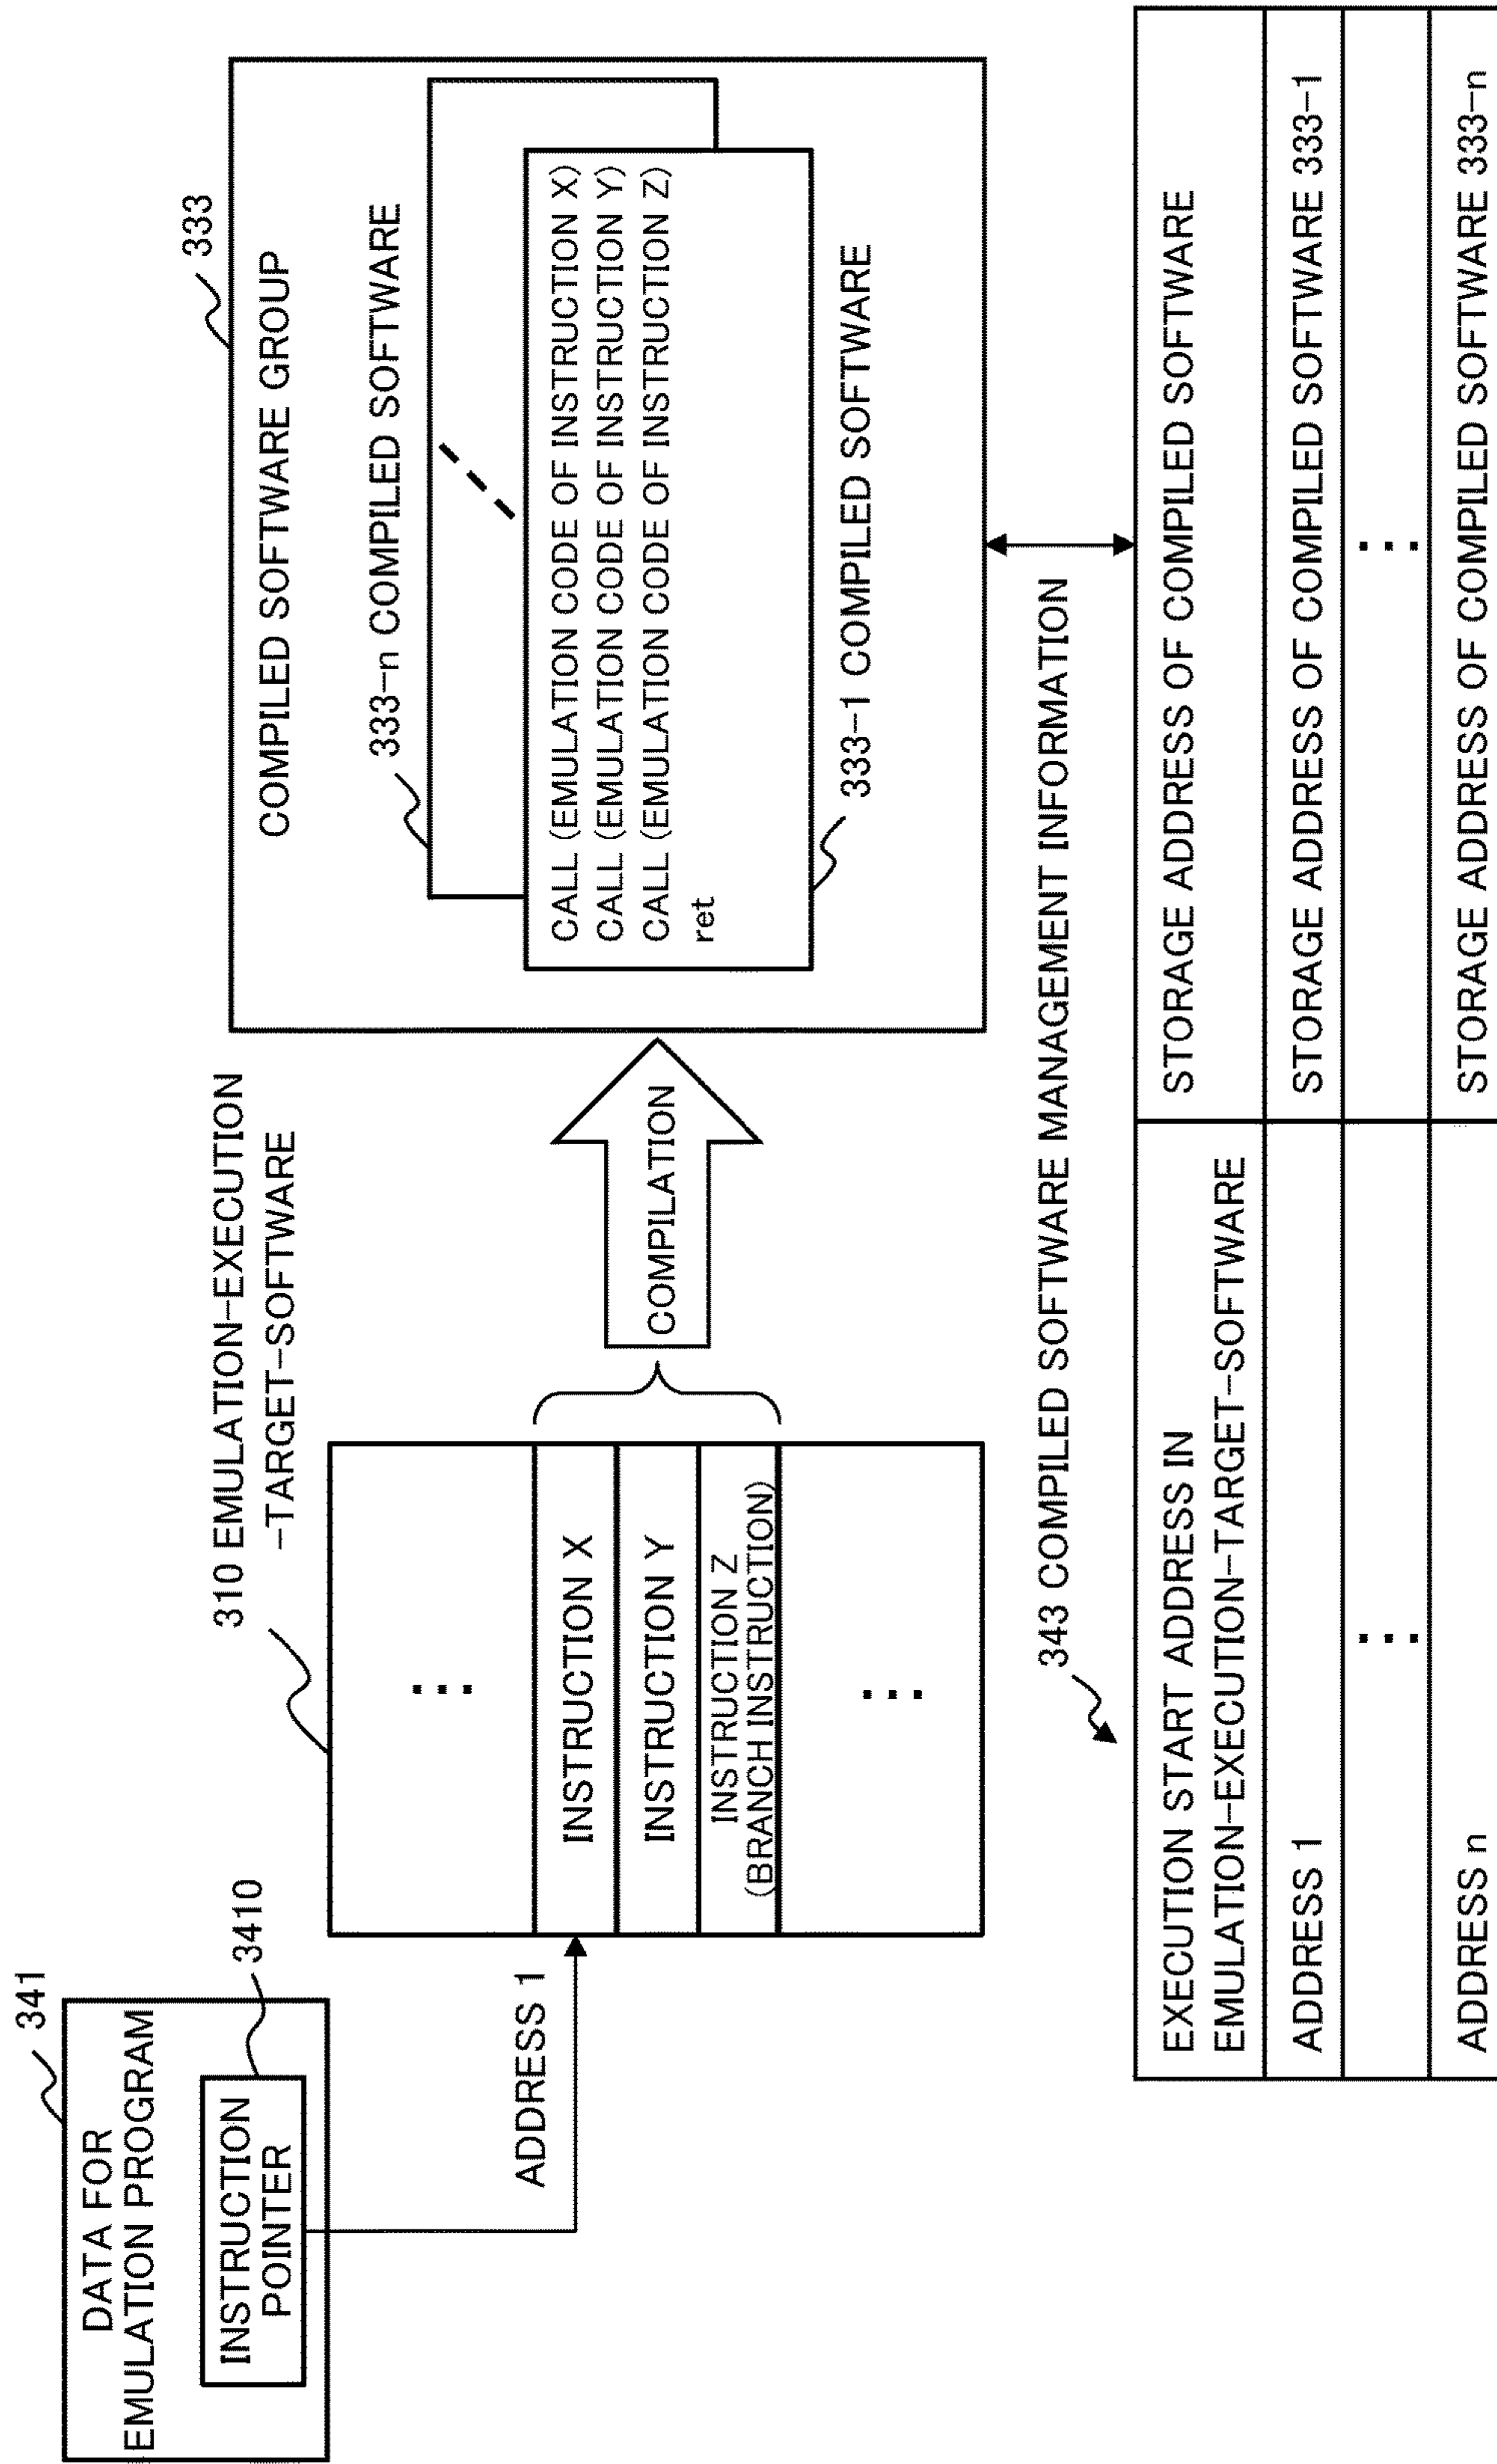 341
DATA FOR
EMULATION PROGRAM
INSTRUCTION
POINTER
3410
ADDRESS 1
310 EMULATION-EXECUTION
-TARGET-SOFTWARE
...
INSTRUCTION X
INSTRUCTION Y
INSTRUCTION Z
(BRANCH INSTRUCTION)
...
COMPILATION
333
COMPILED SOFTWARE GROUP
333-n COMPILED SOFTWARE
CALL (EMULATION CODE OF INSTRUCTION X)
CALL (EMULATION CODE OF INSTRUCTION Y)
CALL (EMULATION CODE OF INSTRUCTION Z)
ret
333-1 COMPILED SOFTWARE
343 COMPILED SOFTWARE MANAGEMENT INFORMATION
EXECUTION START ADDRESS IN
EMULATION-EXECUTION-TARGET-SOFTWARE
STORAGE ADDRESS OF COMPILED SOFTWARE
ADDRESS 1
STORAGE ADDRESS OF COMPILED SOFTWARE 333-1
...
...
ADDRESS n
STORAGE ADDRESS OF COMPILED SOFTWARE 333-n